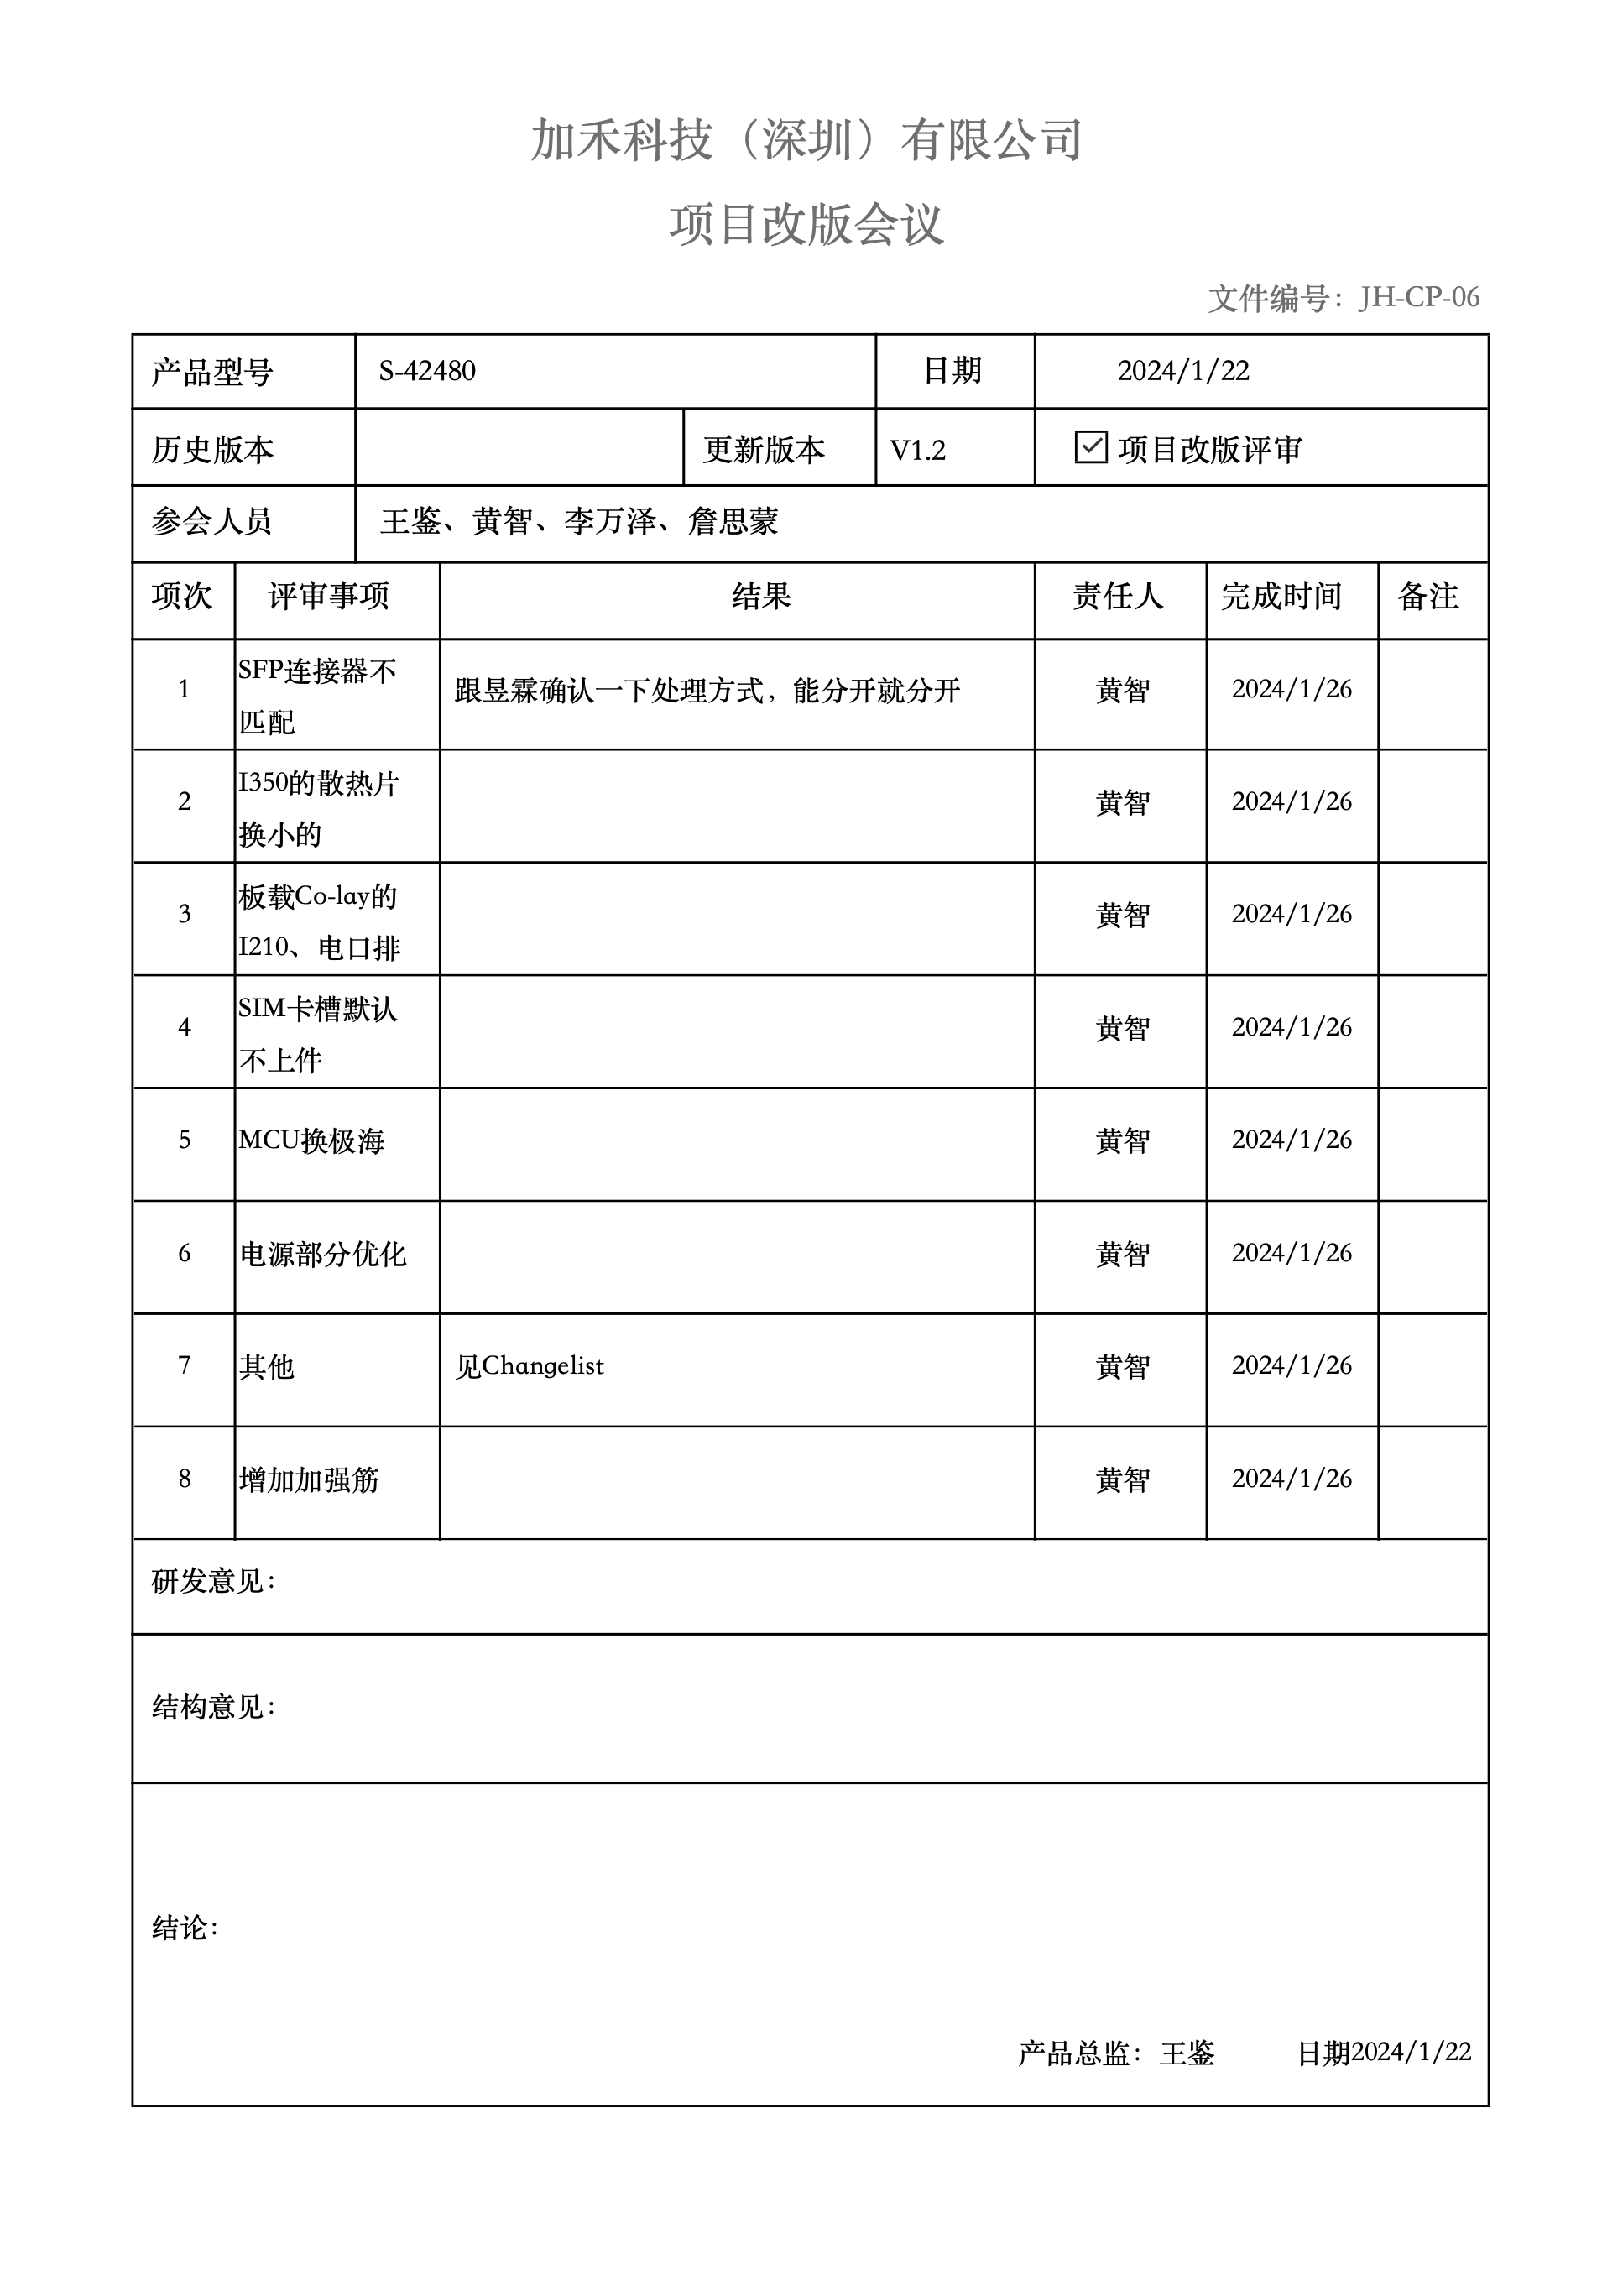 加禾科技（深圳）有限公司
项目改版会议
文件编号：JH-CP-06
产品型号 S-42480 日期 2024/1/22
历史版本 更新版本 V1.2 项目改版评审
参会人员 王鉴、黄智、李万泽、詹思蒙
项次 评审事项 结果 责任人 完成时间 备注
1 SFP连接器不
匹配 跟昱霖确认一下处理方式，能分开就分开 黄智 2024/1/26
2 I350的散热片
换小的 黄智 2024/1/26
3 板载Co-lay的
I210、电口排 黄智 2024/1/26
4 SIM卡槽默认
不上件 黄智 2024/1/26
5 MCU换极海 黄智 2024/1/26
6 电源部分优化 黄智 2024/1/26
7 其他 见Changelist 黄智 2024/1/26
8 增加加强筋 黄智 2024/1/26
研发意见：
结构意见：
结论：
产品总监：王鉴 日期2024/1/22